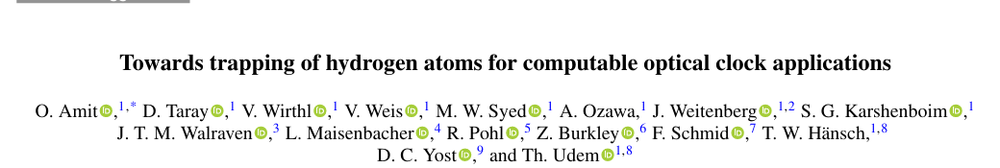 Towards trapping of hydrogen atoms for computable optical clock applications
O. Amit,1,* D. Taray,1 V. Wirthl,1 V. Weis,1 M. W. Syed,1 A. Ozawa,1 J. Weitenberg,1,2 S. G. Karshenboim,1
J. T. M. Walraven,3 L. Maisenbacher,4 R. Pohl,5 Z. Burkley,6 F. Schmid,7 T. W. Hänsch,1,8
D. C. Yost,9 and Th. Udem1,8